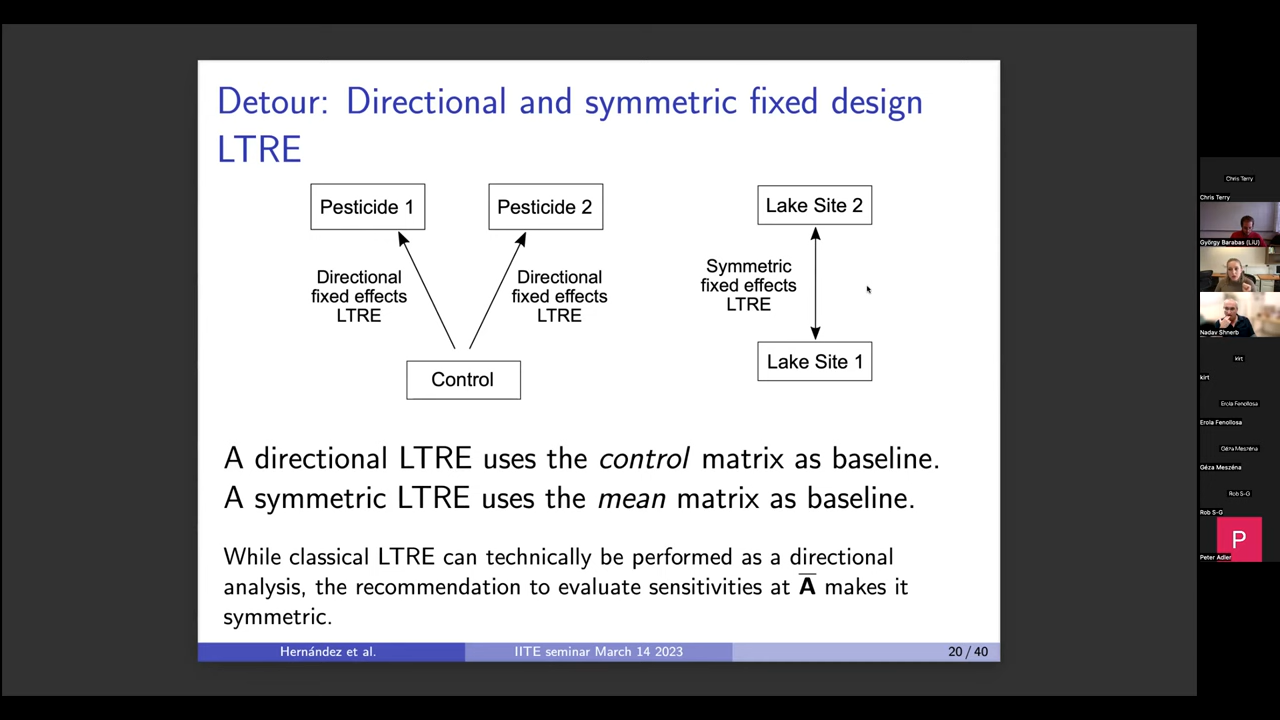 Detour: Directional and symmetric fixed design
LTRE
Pesticide 1
Pesticide 2
Directional
fixed effects
LTRE
Directional
fixed effects
LTRE
Control
Lake Site 2
Symmetric
fixed effects
LTRE
Lake Site 1
A directional LTRE uses the control matrix as baseline.
A symmetric LTRE uses the mean matrix as baseline.
While classical LTRE can technically be performed as a directional
analysis, the recommendation to evaluate sensitivities at A̅ makes it
symmetric.
Hernández et al.
IITE seminar March 14 2023
20 / 40
Chris Terry
Chris Terry
György Barabas (LiU)
Nadav Shnerb
kirt
kirt
Erola Fenollosa
Erola Fenollosa
Géza Meszéna
Géza Meszéna
Rob S-G
Rob S-G
P
Peter Adler